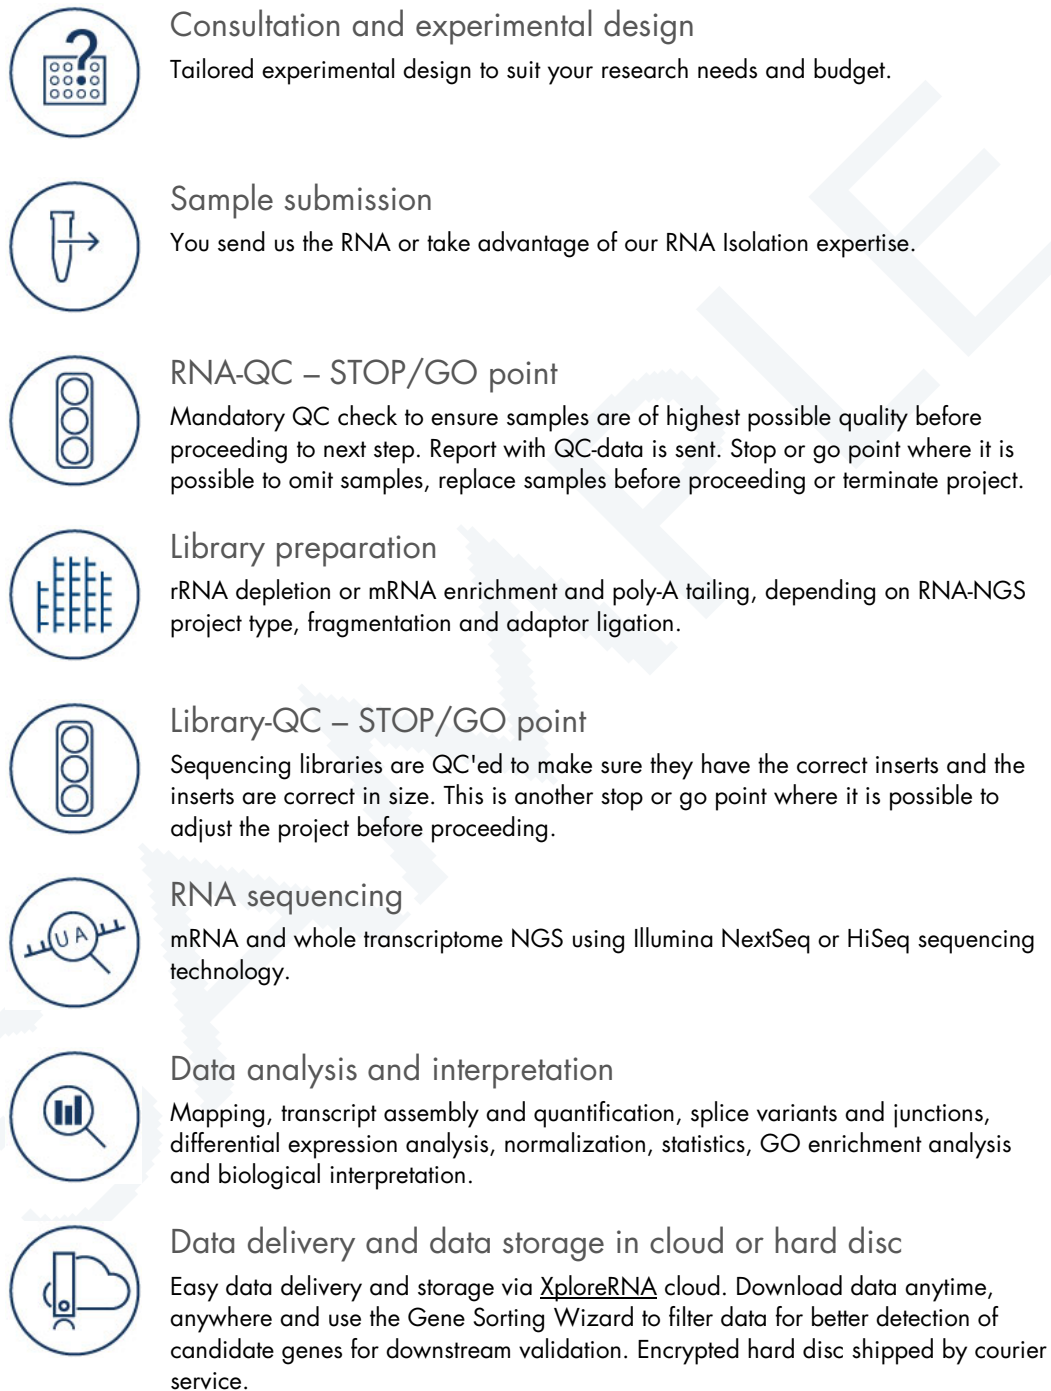 Consultation and experimental design
Tailored experimental design to suit your research needs and budget.
Sample submission
You send us the RNA or take advantage of our RNA Isolation expertise.
RNA-QC – STOP/GO point
Mandatory QC check to ensure samples are of highest possible quality before
proceeding to next step. Report with QC-data is sent. Stop or go point where it is
possible to omit samples, replace samples before proceeding or terminate project.
Library preparation
rRNA depletion or mRNA enrichment and poly-A tailing, depending on RNA-NGS
project type, fragmentation and adaptor ligation.
Library-QC – STOP/GO point
Sequencing libraries are QC'ed to make sure they have the correct inserts and the
inserts are correct in size. This is another stop or go point where it is possible to
adjust the project before proceeding.
RNA sequencing
UA
mRNA and whole transcriptome NGS using Illumina NextSeq or HiSeq sequencing
technology.
Data analysis and interpretation
Mapping, transcript assembly and quantification, splice variants and junctions,
differential expression analysis, normalization, statistics, GO enrichment analysis
and biological interpretation.
Data delivery and data storage in cloud or hard disc
Easy data delivery and storage via XploreRNA cloud. Download data anytime,
anywhere and use the Gene Sorting Wizard to filter data for better detection of
candidate genes for downstream validation. Encrypted hard disc shipped by courier
service.
SAMPLE